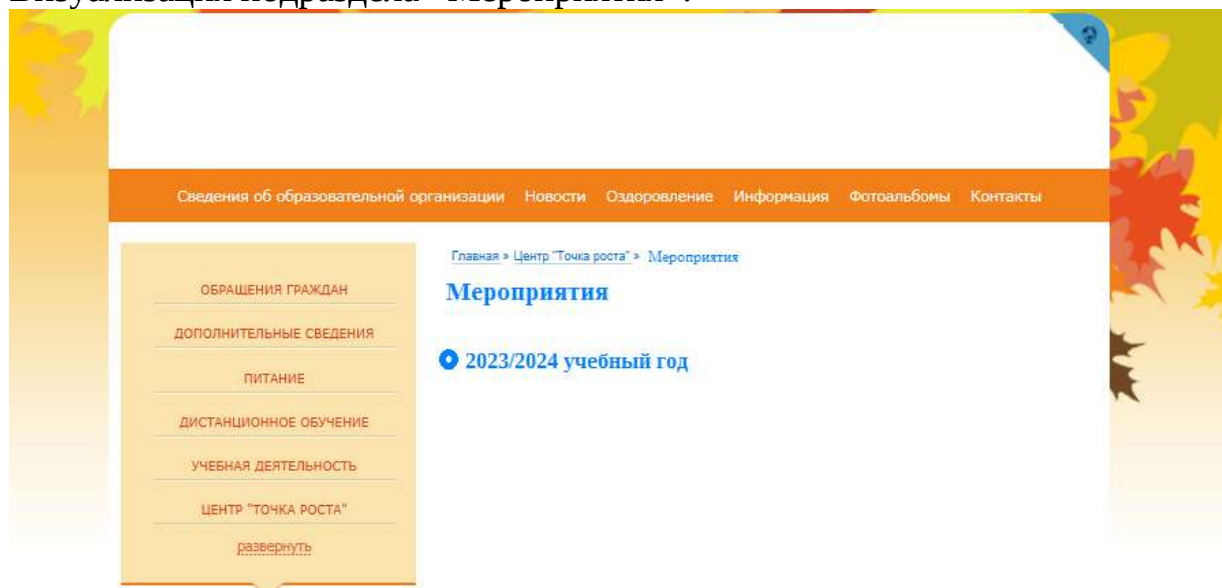 Визуализация подраздела "Мероприятия":
Сведения об образовательной организации Новости Оздоровление Информация Фотоальбомы Контакты
Главная » Центр "Точка роста" » Мероприятия
Мероприятия
2023/2024 учебный год
ОБРАЩЕНИЯ ГРАЖДАН
ДОПОЛНИТЕЛЬНЫЕ СВЕДЕНИЯ
ПИТАНИЕ
ДИСТАНЦИОННОЕ ОБУЧЕНИЕ
УЧЕБНАЯ ДЕЯТЕЛЬНОСТЬ
ЦЕНТР "ТОЧКА РОСТА"
развернуть